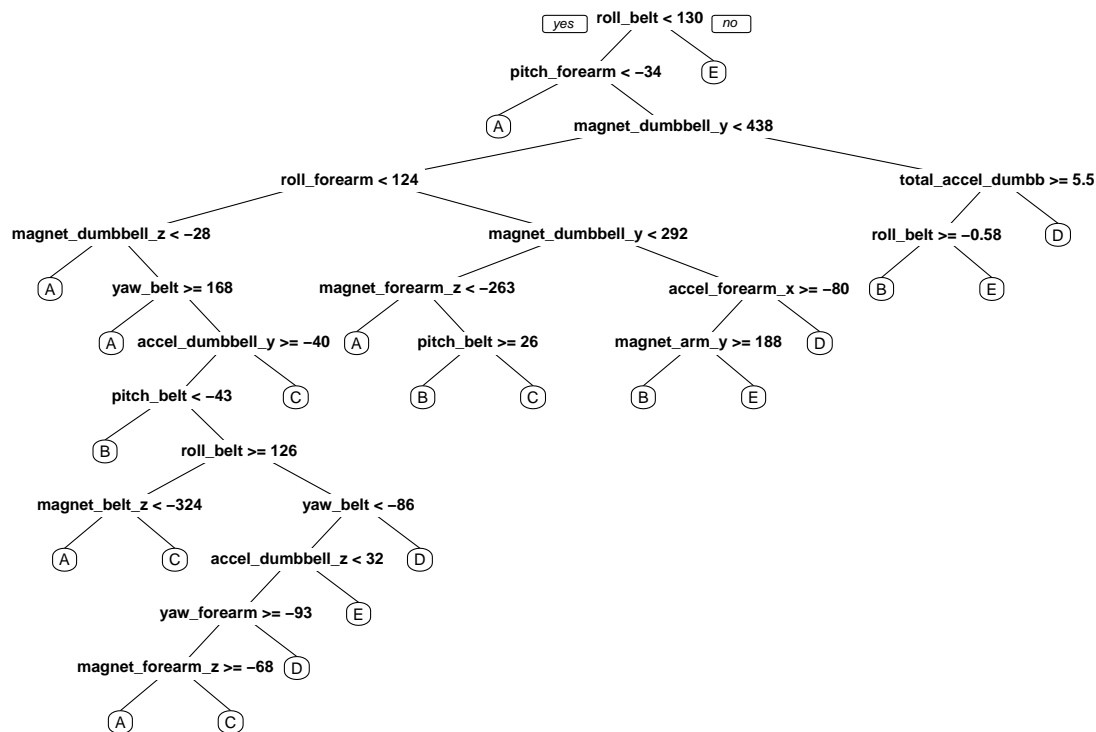 yes roll_belt < 130 no
pitch_forearm < −34 E
A magnet_dumbbell_y < 438
roll_forearm < 124 total_accel_dumbb >= 5.5
magnet_dumbbell_z < −28 magnet_dumbbell_y < 292 roll_belt >= −0.58 D
A yaw_belt >= 168 magnet_forearm_z < −263 accel_forearm_x >= −80 B E
A accel_dumbbell_y >= −40 A pitch_belt >= 26 magnet_arm_y >= 188 D
pitch_belt < −43 C B C B E
B roll_belt >= 126
magnet_belt_z < −324 yaw_belt < −86
A C accel_dumbbell_z < 32 D
yaw_forearm >= −93 E
magnet_forearm_z >= −68 D
A C